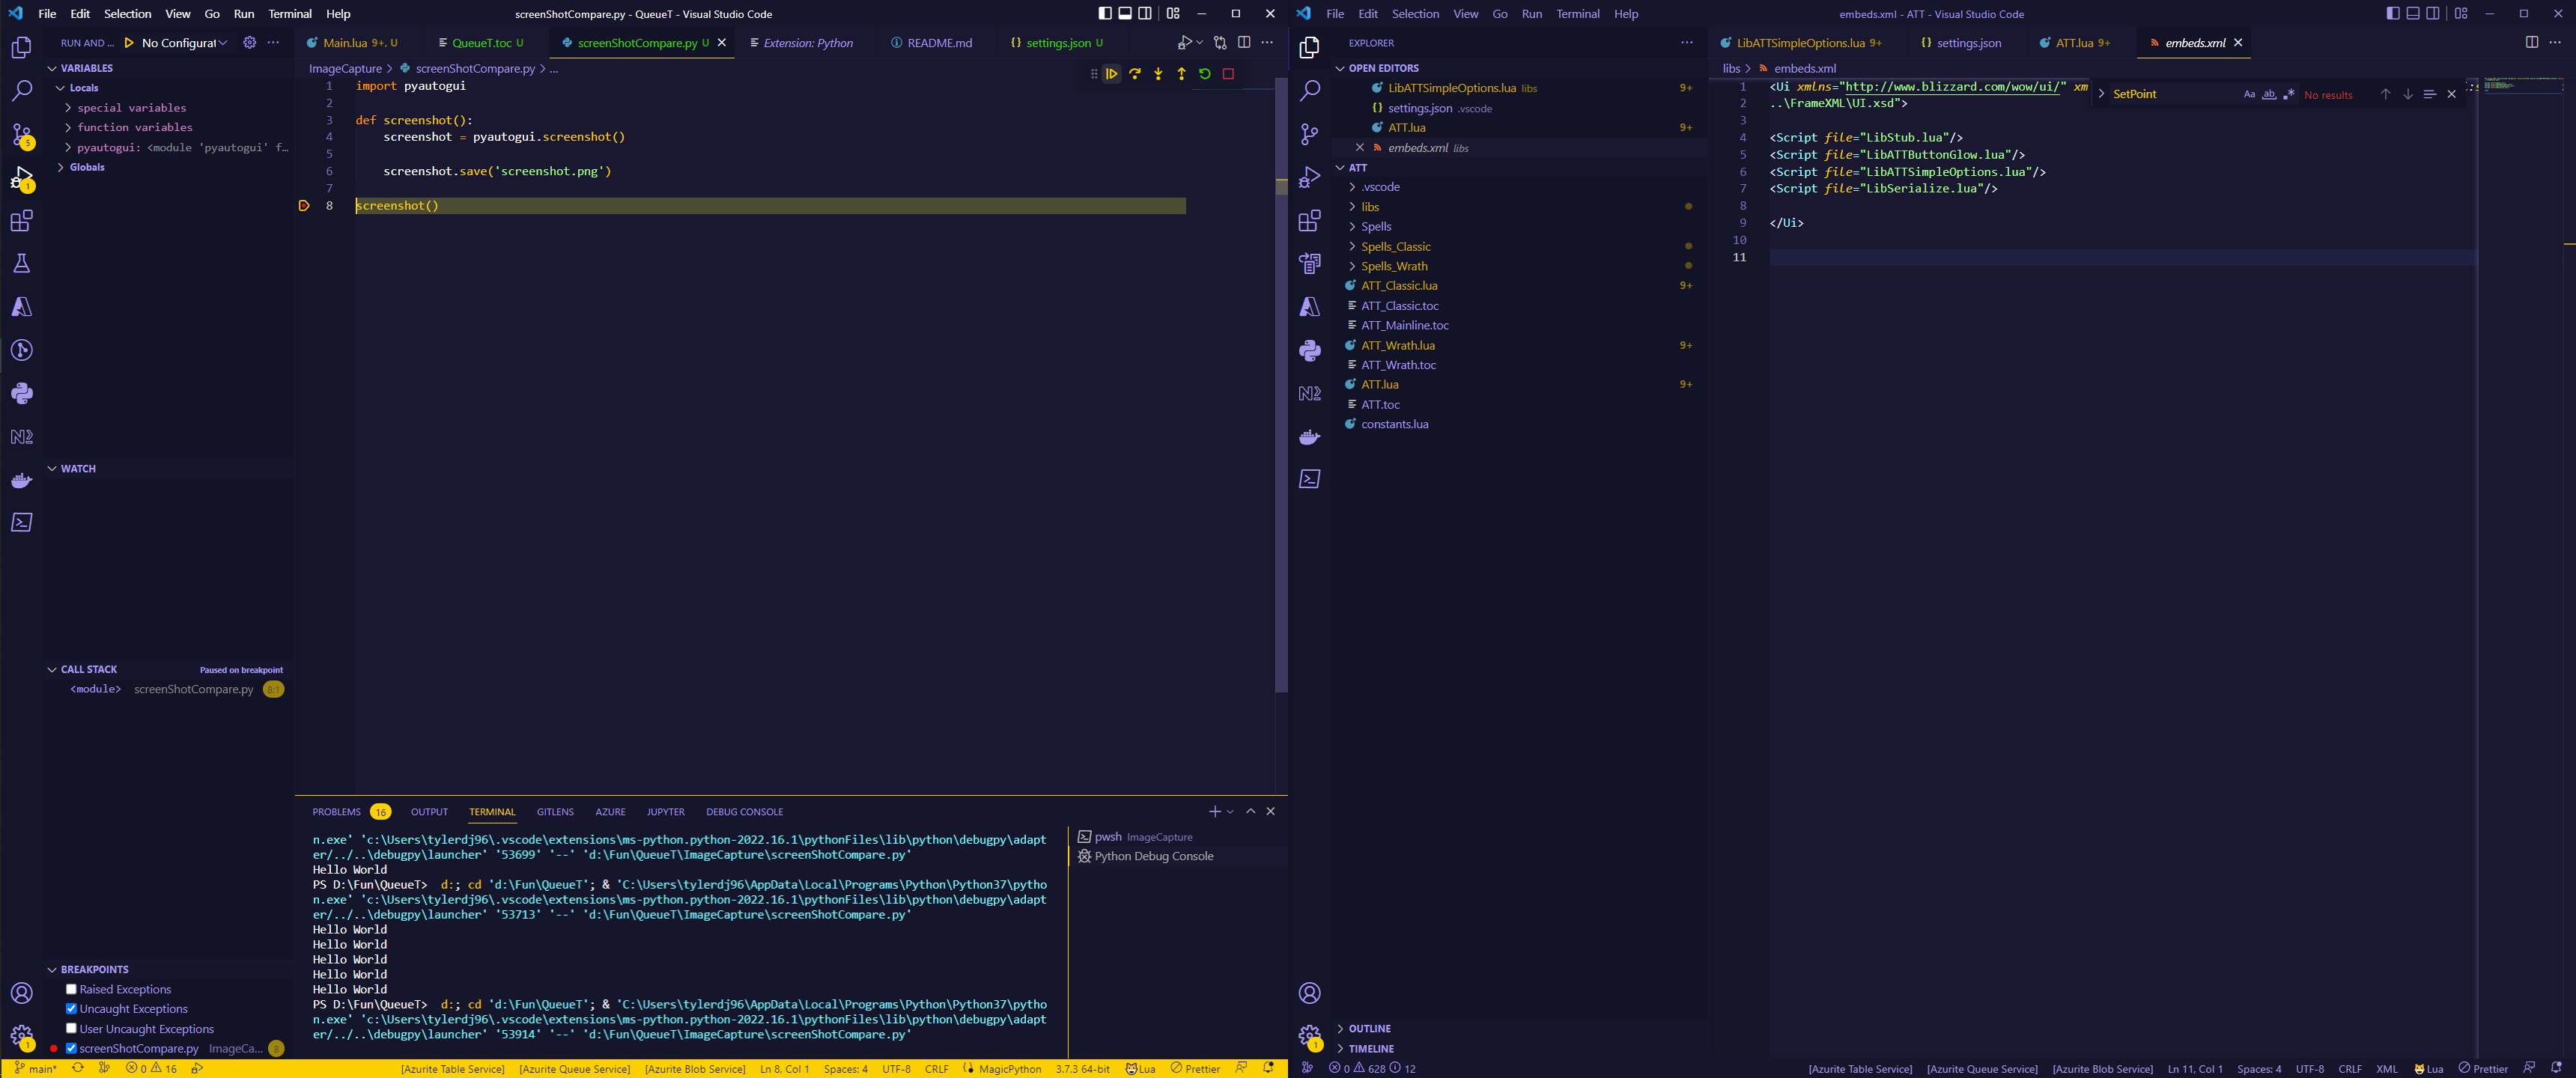 File Edit Selection View Go Run Terminal Help
screenShotCompare.py - QueueT - Visual Studio Code
RUN AND ... No Configurat
Main.lua 9+, U
QueueT.toc U
screenShotCompare.py U
Extension: Python
README.md
settings.json U
VARIABLES
Locals
special variables
function variables
pyautogui: <module 'pyautogui' f...
Globals
WATCH
CALL STACK Paused on breakpoint
<module> screenShotCompare.py 8:1
BREAKPOINTS
Raised Exceptions
Uncaught Exceptions
User Uncaught Exceptions
screenShotCompare.py ImageCa... 8
ImageCapture > screenShotCompare.py > ...
1 import pyautogui
2
3 def screenshot():
4 screenshot = pyautogui.screenshot()
5
6 screenshot.save('screenshot.png')
7
8 screenshot()
PROBLEMS 16 OUTPUT TERMINAL GITLENS AZURE JUPYTER DEBUG CONSOLE
n.exe' 'c:\Users\tylerdj96\.vscode\extensions\ms-python.python-2022.16.1\pythonFiles\lib\python\debugpy\adapt
er/../..\debugpy\launcher' '53699' '--' 'd:\Fun\QueueT\ImageCapture\screenShotCompare.py'
Hello World
PS D:\Fun\QueueT> d:; cd 'd:\Fun\QueueT'; & 'C:\Users\tylerdj96\AppData\Local\Programs\Python\Python37\pytho
n.exe' 'c:\Users\tylerdj96\.vscode\extensions\ms-python.python-2022.16.1\pythonFiles\lib\python\debugpy\adapt
er/../..\debugpy\launcher' '53713' '--' 'd:\Fun\QueueT\ImageCapture\screenShotCompare.py'
Hello World
Hello World
Hello World
Hello World
Hello World
PS D:\Fun\QueueT> d:; cd 'd:\Fun\QueueT'; & 'C:\Users\tylerdj96\AppData\Local\Programs\Python\Python37\pytho
n.exe' 'c:\Users\tylerdj96\.vscode\extensions\ms-python.python-2022.16.1\pythonFiles\lib\python\debugpy\adapt
er/../..\debugpy\launcher' '53914' '--' 'd:\Fun\QueueT\ImageCapture\screenShotCompare.py'
pwsh ImageCapture
Python Debug Console
main* 0 16 [Azurite Table Service] [Azurite Queue Service] [Azurite Blob Service] Ln 8, Col 1 Spaces: 4 UTF-8 CRLF MagicPython 3.7.3 64-bit Lua Prettier
File Edit Selection View Go Run Terminal Help
embeds.xml - ATT - Visual Studio Code
EXPLORER
LibATTSimpleOptions.lua 9+
settings.json
ATT.lua 9+
embeds.xml
OPEN EDITORS
LibATTSimpleOptions.lua libs 9+
settings.json .vscode
ATT.lua 9+
embeds.xml libs
ATT
.vscode
libs
Spells
Spells_Classic
Spells_Wrath
ATT_Classic.lua 9+
ATT_Classic.toc
ATT_Mainline.toc
ATT_Wrath.lua 9+
ATT_Wrath.toc
ATT.lua 9+
ATT.toc
constants.lua
OUTLINE
TIMELINE
libs > embeds.xml
SetPoint Aa ab No results
1 <Ui xmlns="http://www.blizzard.com/wow/ui/" xm
2 ..\FrameXML\UI.xsd">
3
4 <Script file="LibStub.lua"/>
5 <Script file="LibATTButtonGlow.lua"/>
6 <Script file="LibATTSimpleOptions.lua"/>
7 <Script file="LibSerialize.lua"/>
8
9 </Ui>
10
11
0 628 12 [Azurite Table Service] [Azurite Queue Service] [Azurite Blob Service] Ln 11, Col 1 Spaces: 4 UTF-8 CRLF XML Lua Prettier